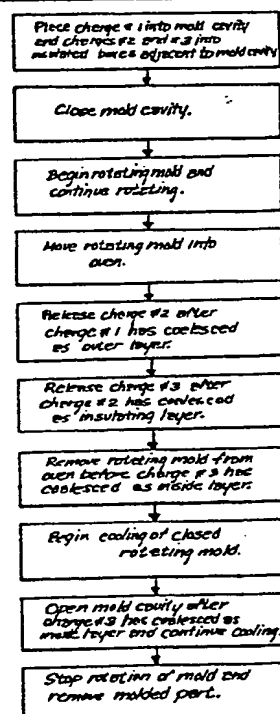 Place charge #1 into mold cavity
and charges #2 and #3 into
insulated boxes adjacent to mold cavity
Close mold cavity.
Begin rotating mold and
continue rotating.
Move rotating mold into
oven.
Release charge #2 after
charge #1 has coalesced
as outer layer.
Release charge #3 after
charge #2 has coalesced
as insulating layer.
Remove rotating mold from
oven before charge #3 has
coalesced as inside layer.
Begin cooling of closed
rotating mold.
Open mold cavity after
charge #3 has coalesced as
inside layer and continue cooling.
Stop rotation of mold and
remove molded part.